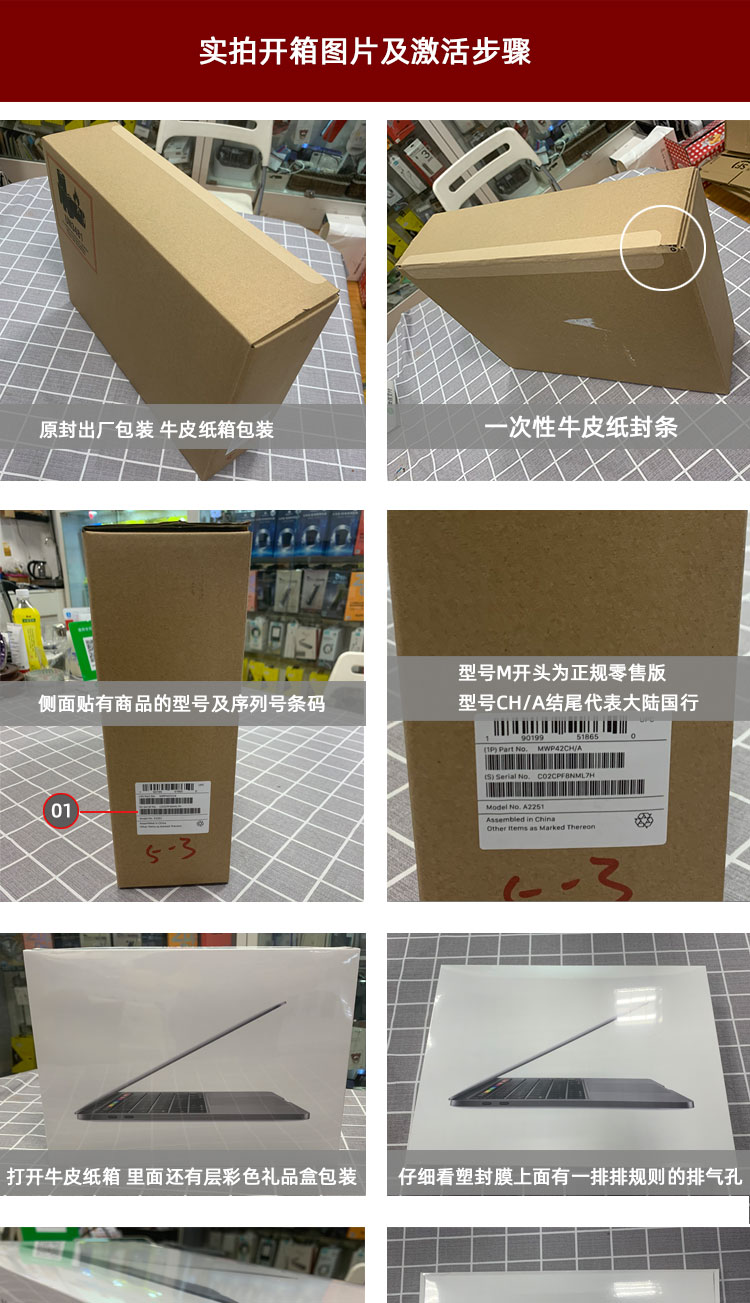 实拍开箱图片及激活步骤
原封出厂包装 牛皮纸箱包装
一次性牛皮纸封条
侧面贴有商品的型号及序列号条码
01
5-3
型号M开头为正规零售版
型号CH/A结尾代表大陆国行
UPC
1 90199 51865 0
(1P) Part No. MWP42CH/A
(S) Serial No. C02CPF8NML7H
Model No. A2251
Assembled in China
Other Items as Marked Thereon
5-3
打开牛皮纸箱 里面还有层彩色礼品盒包装
仔细看塑封膜上面有一排排规则的排气孔